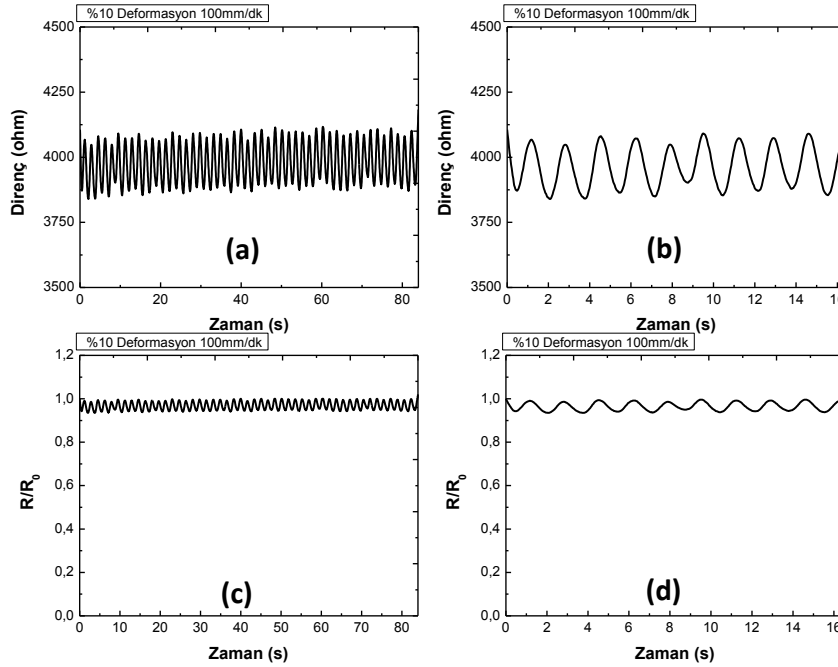 %10 Deformasyon 100mm/dk
4500
4250
4000
3750
3500
Direnç (ohm)
0 20 40 60 80
Zaman (s)
(a)
%10 Deformasyon 100mm/dk
4500
4250
4000
3750
3500
Direnç (ohm)
0 2 4 6 8 10 12 14 16
Zaman (s)
(b)
%10 Deformasyon 100mm/dk
1,2
1,0
0,8
0,6
0,4
0,2
0,0
R/R0
0 10 20 30 40 50 60 70 80
Zaman (s)
(c)
%10 Deformasyon 100mm/dk
1,2
1,0
0,8
0,6
0,4
0,2
0,0
R/R0
0 2 4 6 8 10 12 14 16
Zaman (s)
(d)